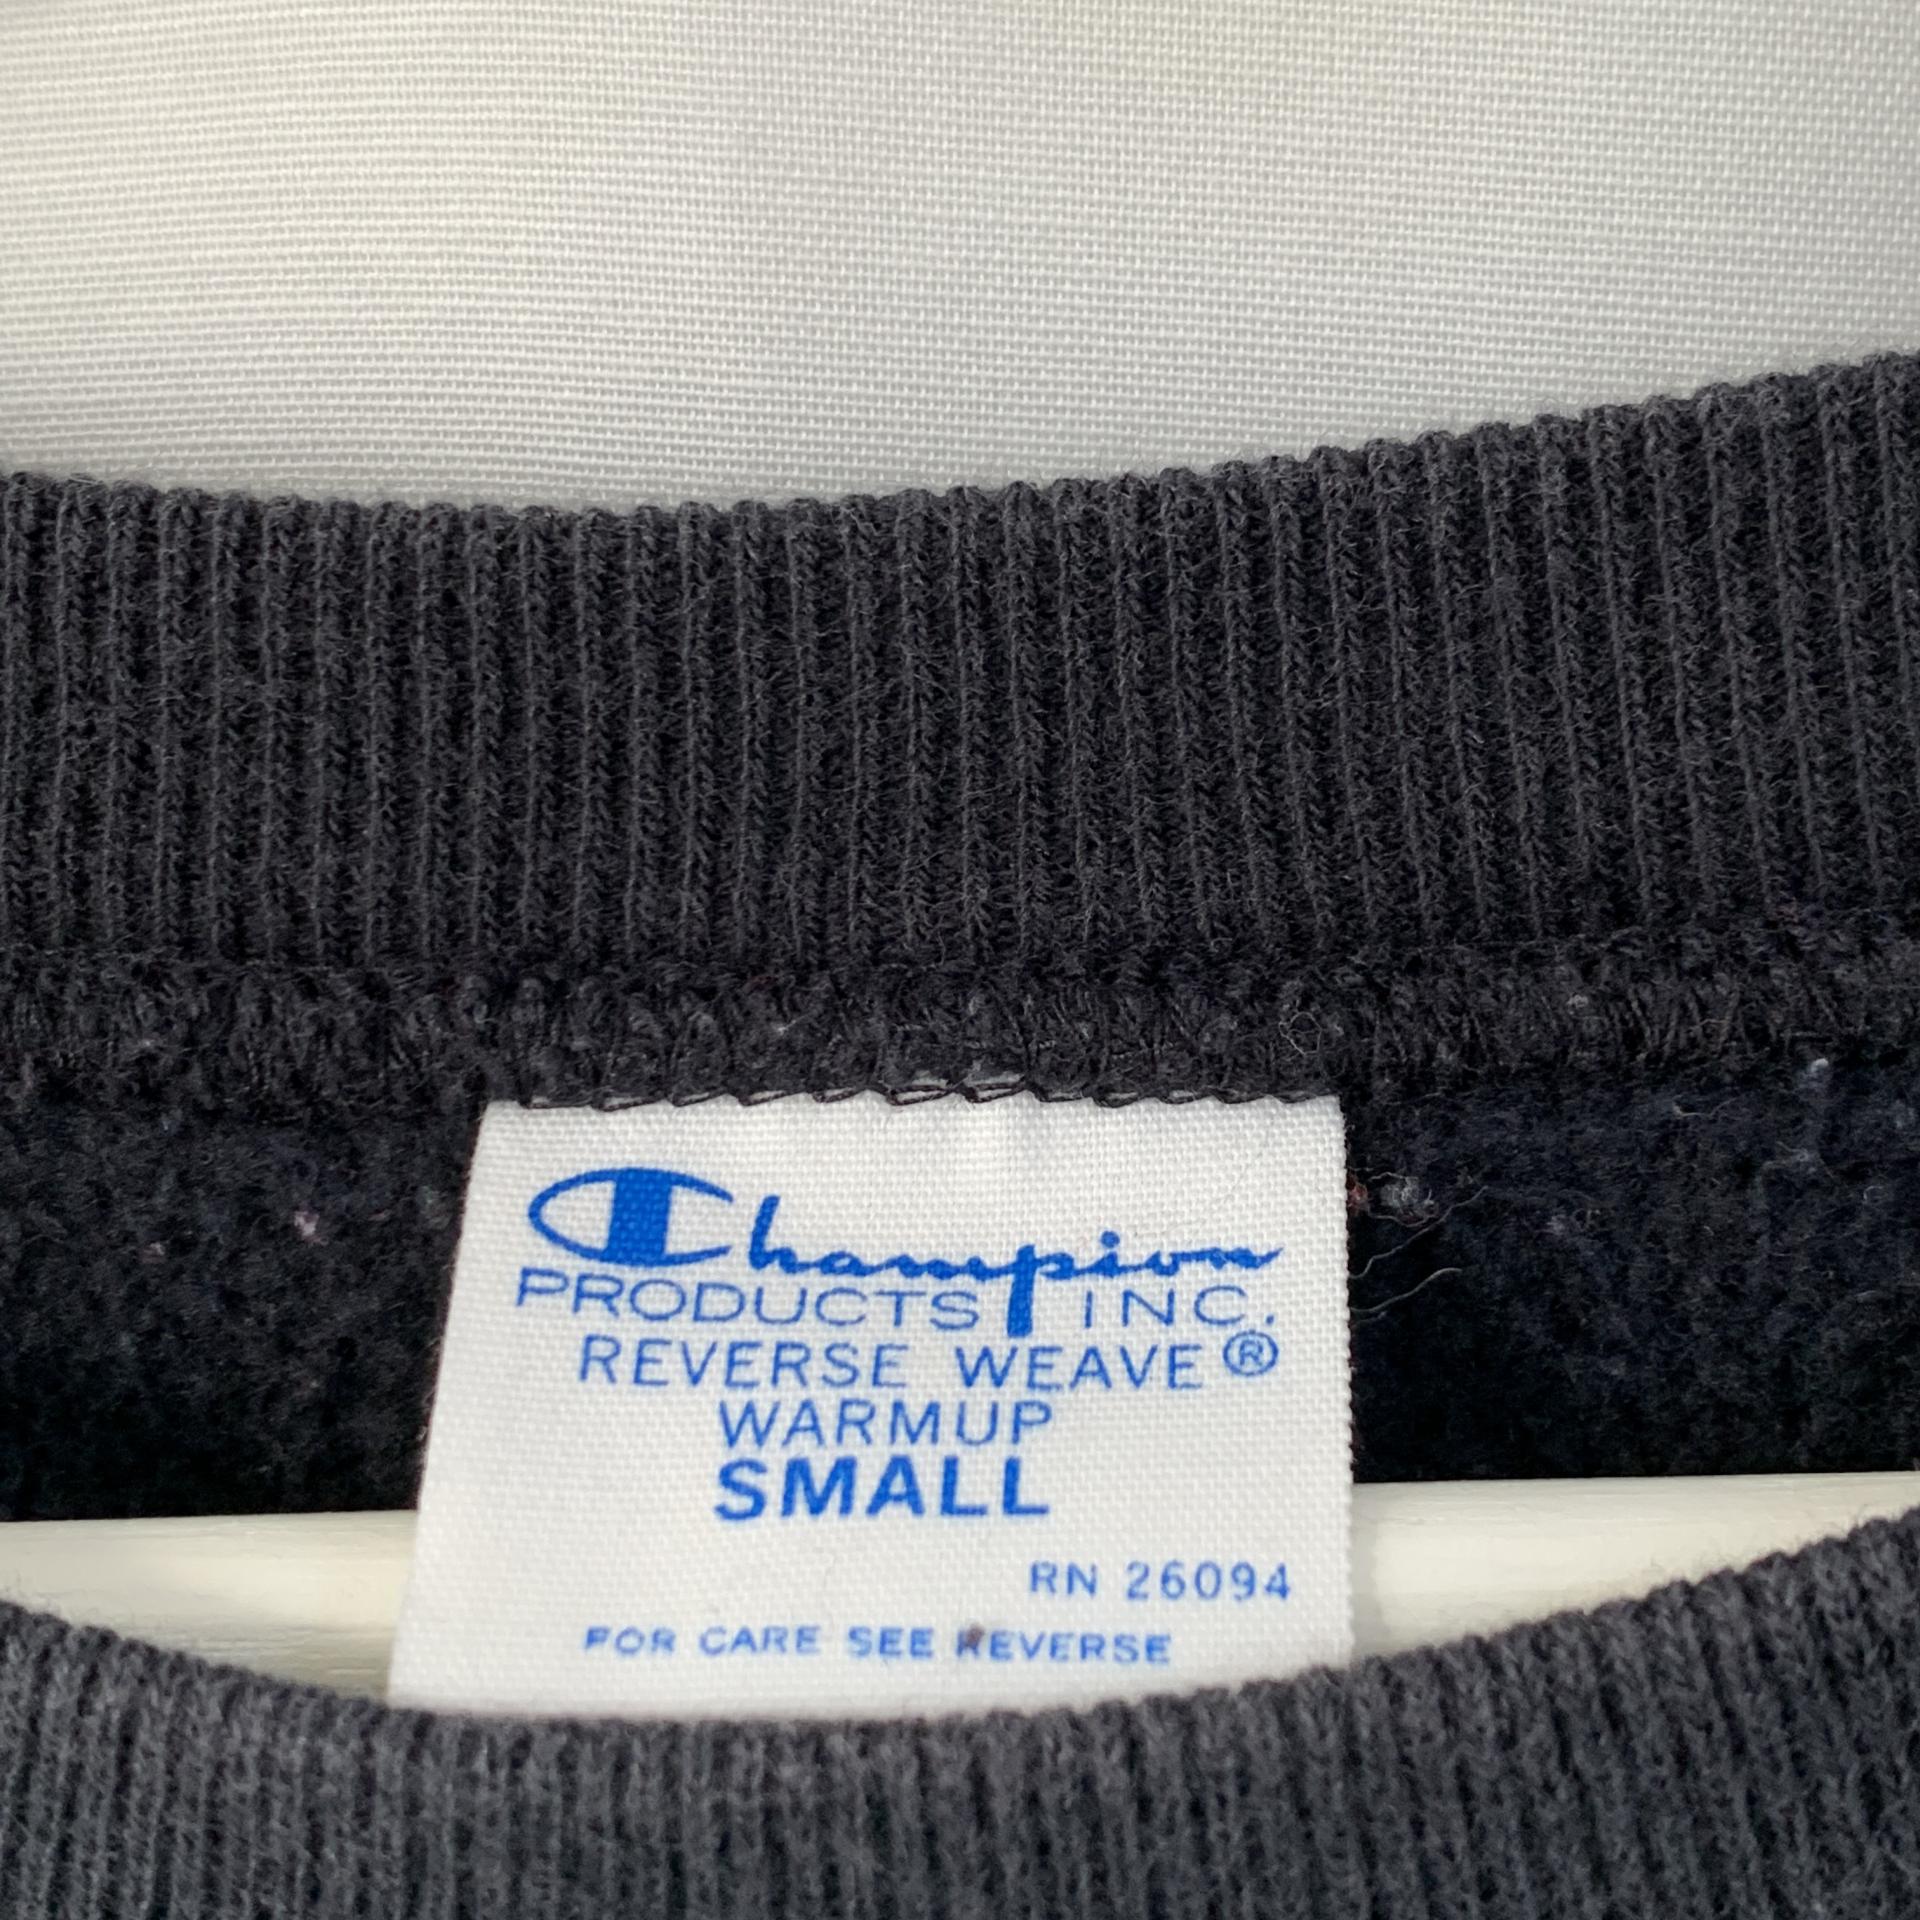 Champion
PRODUCTS INC.
REVERSE WEAVE®
WARMUP
SMALL
RN 26094
FOR CARE SEE REVERSE